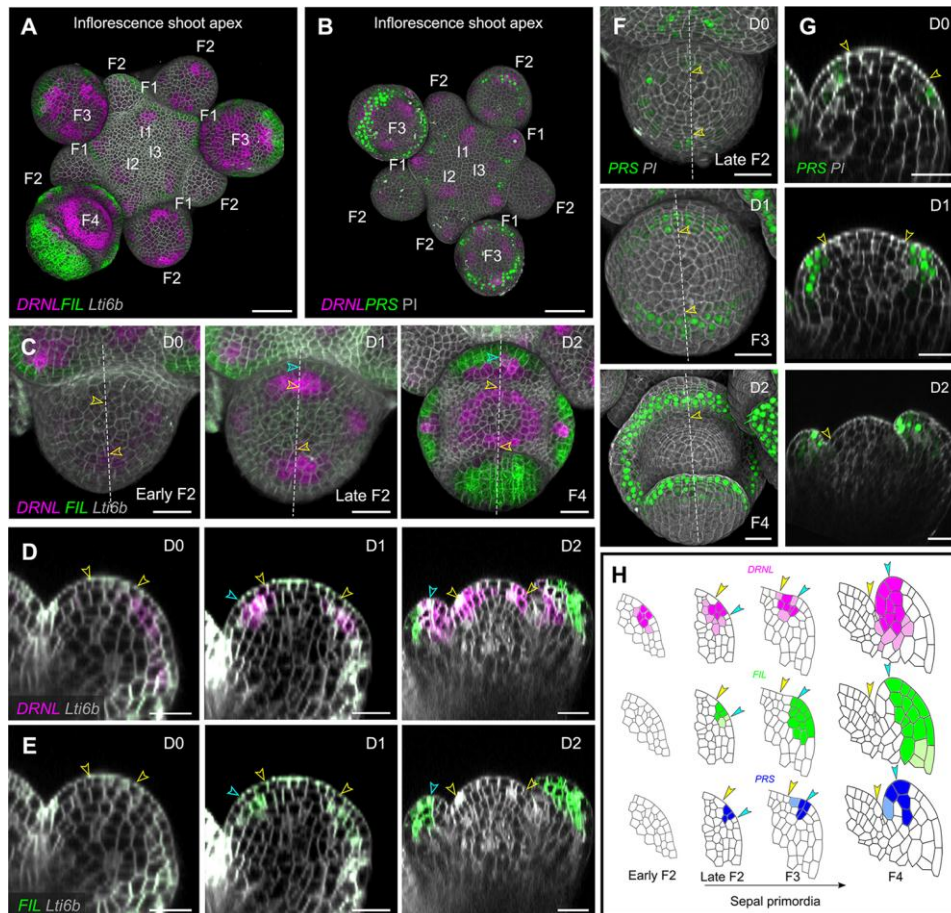 Inflorescence shoot apex
A
F2
F2
F1
F3
F1
I1
F3
F1
I2
I3
F2
F4
F1
F2
F2
DRNL FIL Lti6b
Inflorescence shoot apex
B
F2
F2
F3
F1
I1
F1
I2
I3
F2
F2
F1
F2
F3
DRNL PRS PI
C
D0
D1
D2
DRNL FIL Lti6b
Early F2
Late F2
F4
D
D0
D1
D2
DRNL Lti6b
E
D0
D1
D2
FIL Lti6b
F
D0
PRS PI
Late F2
D1
F3
D2
F4
G
D0
PRS PI
D1
D2
H
DRNL
FIL
PRS
Early F2
Late F2
F3
F4
Sepal primordia